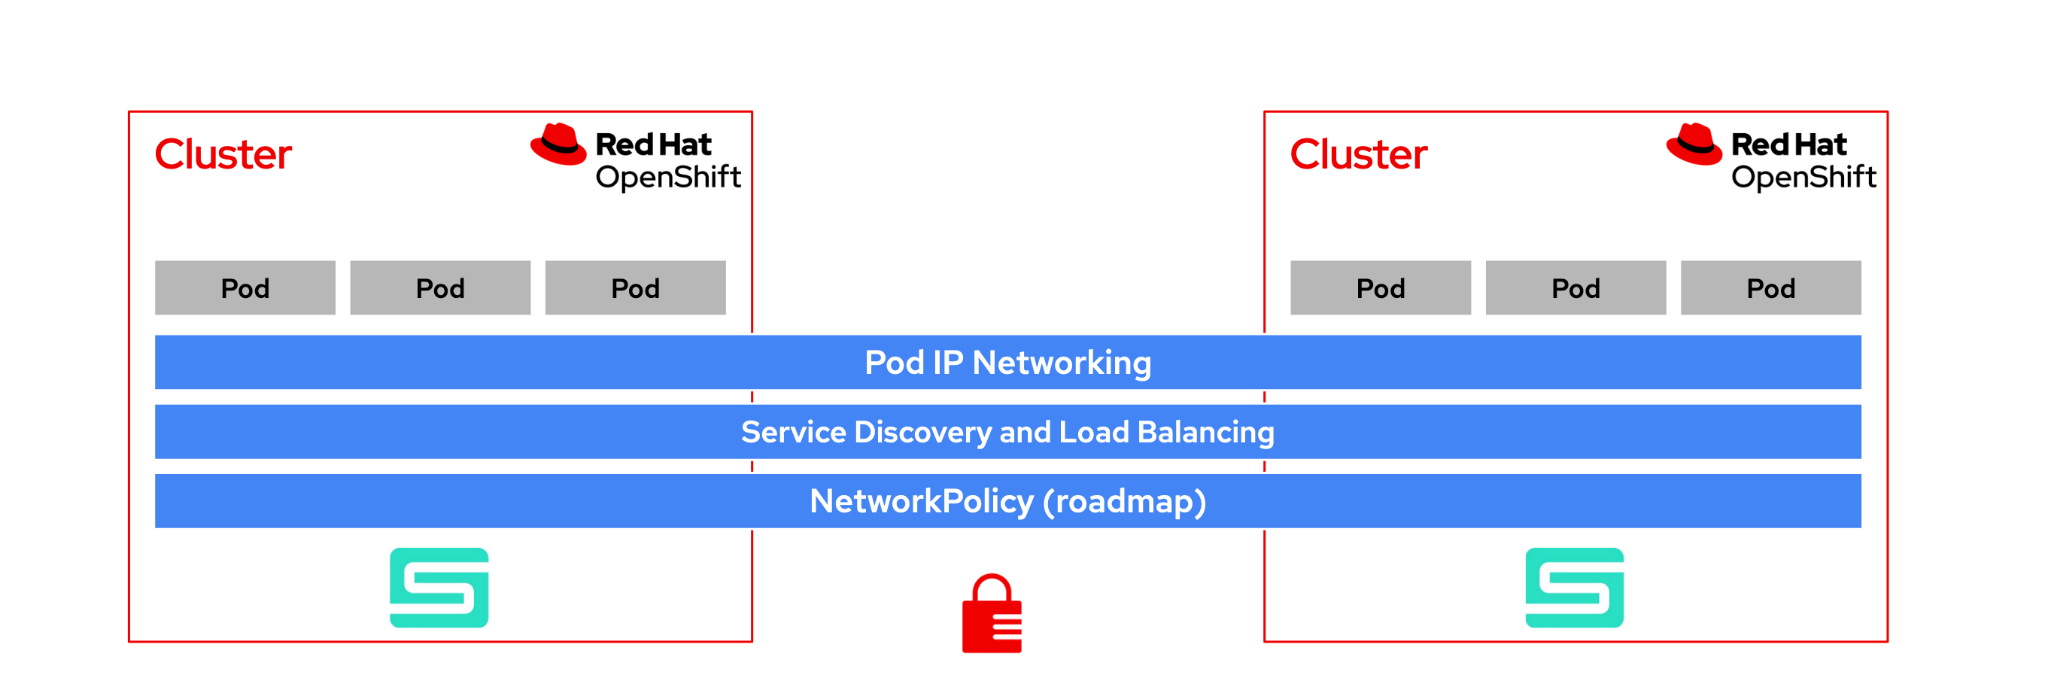 Cluster
Red Hat
OpenShift
Pod
Pod
Pod
Cluster
Red Hat
OpenShift
Pod
Pod
Pod
Pod IP Networking
Service Discovery and Load Balancing
NetworkPolicy (roadmap)